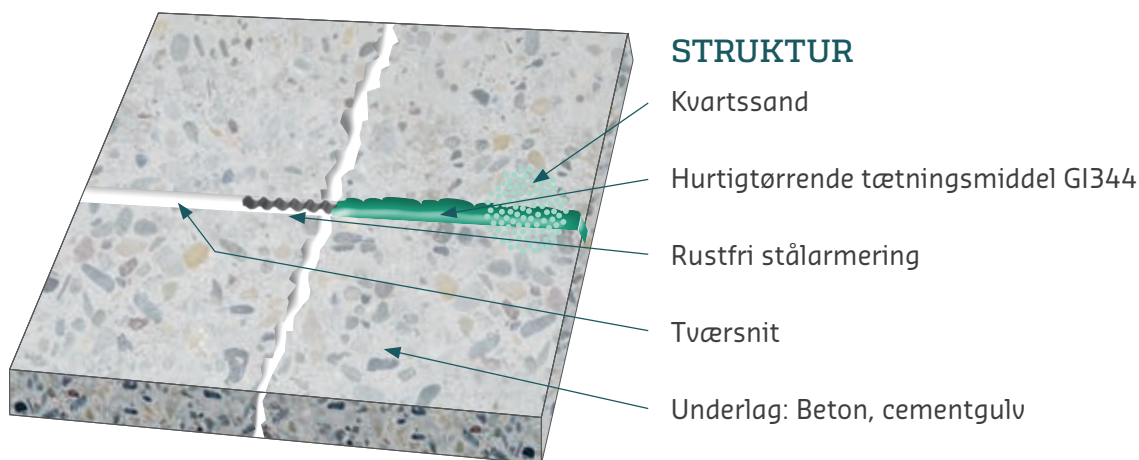 STRUKTUR
Kvartssand
Hurtigtørrende tætningsmiddel GI344
Rustfri stålarmering
Tværsnit
Underlag: Beton, cementgulv